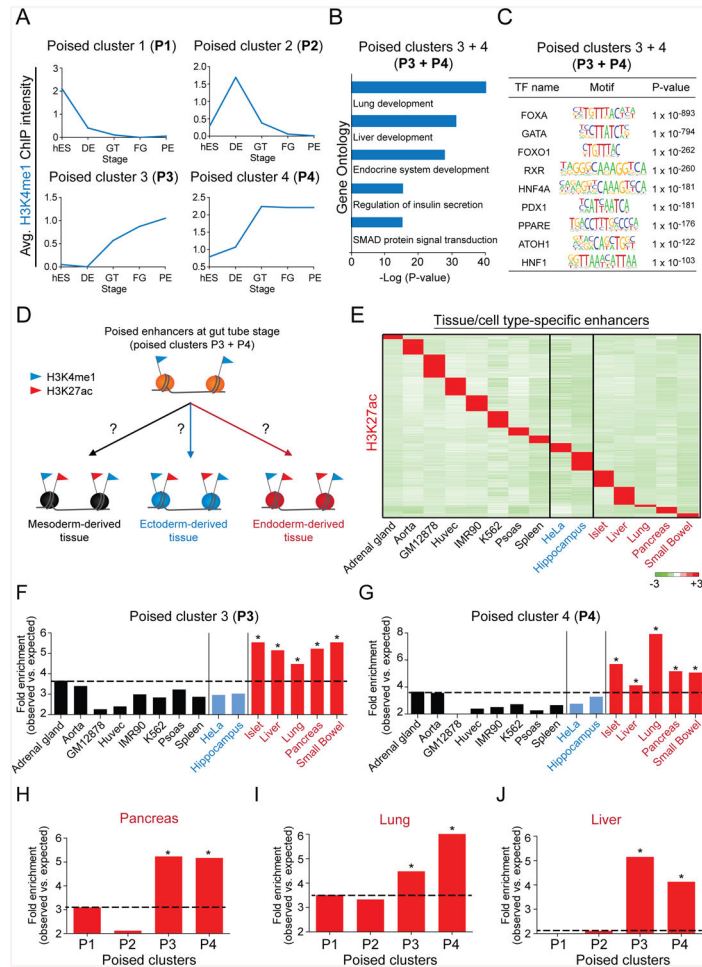 A
Poised cluster 1 (P1)
Poised cluster 2 (P2)
Avg. H3K4me1 ChIP intensity
3
2
1
0
hES DE GT FG PE
Stage
2.0
1.5
1.0
0.5
0.0
hES DE GT FG PE
Stage
Poised cluster 3 (P3)
Poised cluster 4 (P4)
1.5
1.0
0.5
0.0
hES DE GT FG PE
Stage
2.5
2.0
1.5
1.0
0.5
hES DE GT FG PE
Stage
B
Poised clusters 3 + 4
(P3 + P4)
Gene Ontology
Lung development
Liver development
Endocrine system development
Regulation of insulin secretion
SMAD protein signal transduction
0 10 20 30 40
-Log (P-value)
C
Poised clusters 3 + 4
(P3 + P4)
TF name Motif P-value
FOXA 1 x 10-893
GATA 1 x 10-794
FOXO1 1 x 10-262
RXR 1 x 10-260
HNF4A 1 x 10-181
PDX1 1 x 10-181
PPARE 1 x 10-176
ATOH1 1 x 10-122
HNF1 1 x 10-103
D
Poised enhancers at gut tube stage
(poised clusters P3 + P4)
H3K4me1
H3K27ac
? ? ?
Mesoderm-derived
tissue
Ectoderm-derived
tissue
Endoderm-derived
tissue
E
Tissue/cell type-specific enhancers
H3K27ac
Adrenal gland
Aorta
GM12878
Huvec
IMR90
K562
Psoas
Spleen
HeLa
Hippocampus
Islet
Liver
Lung
Pancreas
Small Bowel
-3 +3
F
Poised cluster 3 (P3)
Fold enrichment
(observed vs. expected)
6
5
4
3
2
* * * * *
Adrenal gland
Aorta
GM12878
Huvec
IMR90
K562
Psoas
Spleen
HeLa
Hippocampus
Islet
Liver
Lung
Pancreas
Small Bowel
G
Poised cluster 4 (P4)
Fold enrichment
(observed vs. expected)
8
6
4
2
* * * * *
Adrenal gland
Aorta
GM12878
Huvec
IMR90
K562
Psoas
Spleen
HeLa
Hippocampus
Islet
Liver
Lung
Pancreas
Small Bowel
H
Pancreas
Fold enrichment
(observed vs. expected)
6
5
4
3
2
* *
P1 P2 P3 P4
Poised clusters
I
Lung
Fold enrichment
(observed vs. expected)
6
5
4
3
2
* *
P1 P2 P3 P4
Poised clusters
J
Liver
Fold enrichment
(observed vs. expected)
6
5
4
3
2
* *
P1 P2 P3 P4
Poised clusters